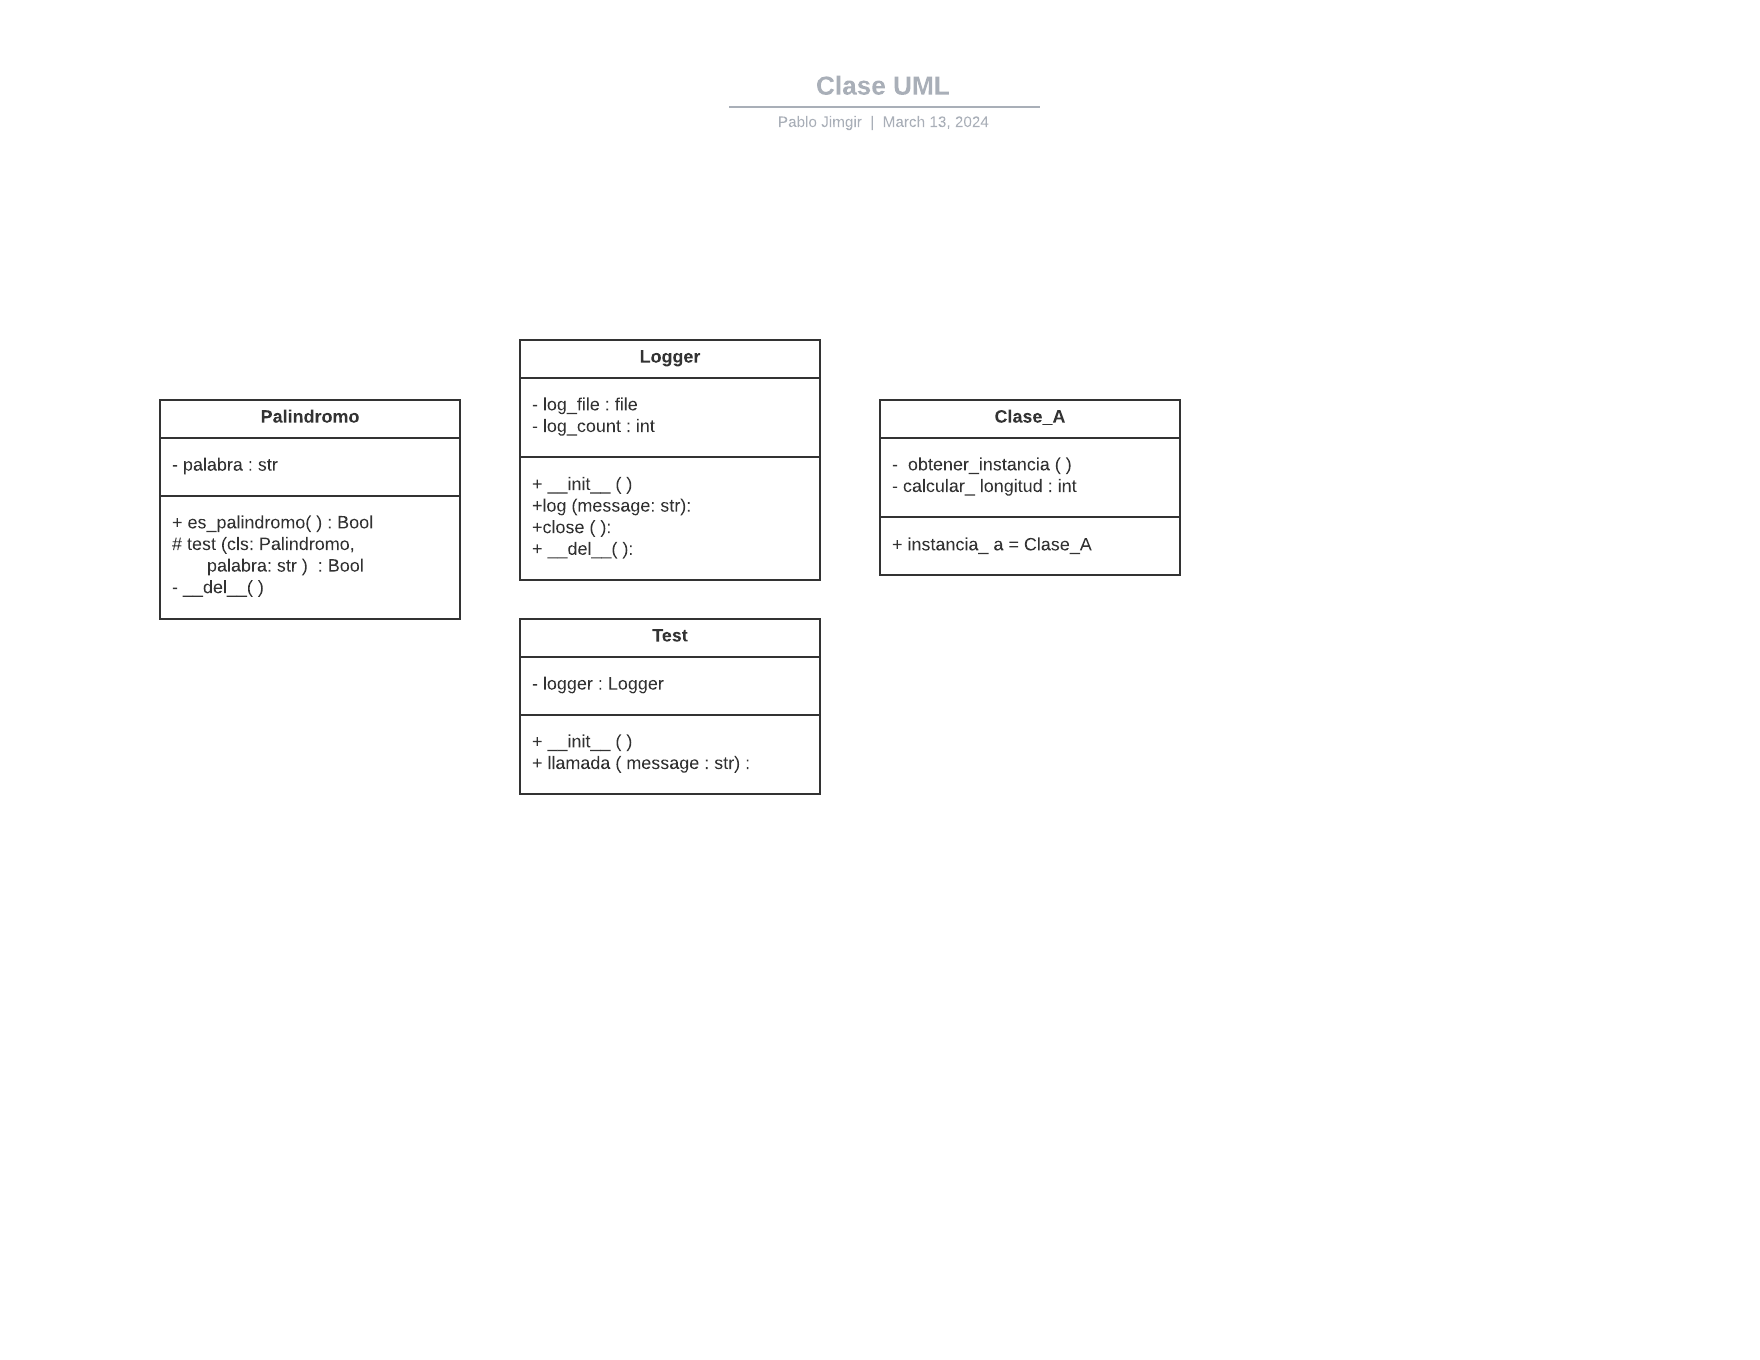 Clase UML
Pablo Jimgir | March 13, 2024
Palindromo
- palabra : str
+ es_palindromo( ) : Bool
# test (cls: Palindromo,
palabra: str ) : Bool
- __del__( )
Logger
- log_file : file
- log_count : int
+ __init__ ( )
+log (message: str):
+close ( ):
+ __del__( ):
Test
- logger : Logger
+ __init__ ( )
+ llamada ( message : str) :
Clase_A
- obtener_instancia ( )
- calcular_ longitud : int
+ instancia_ a = Clase_A